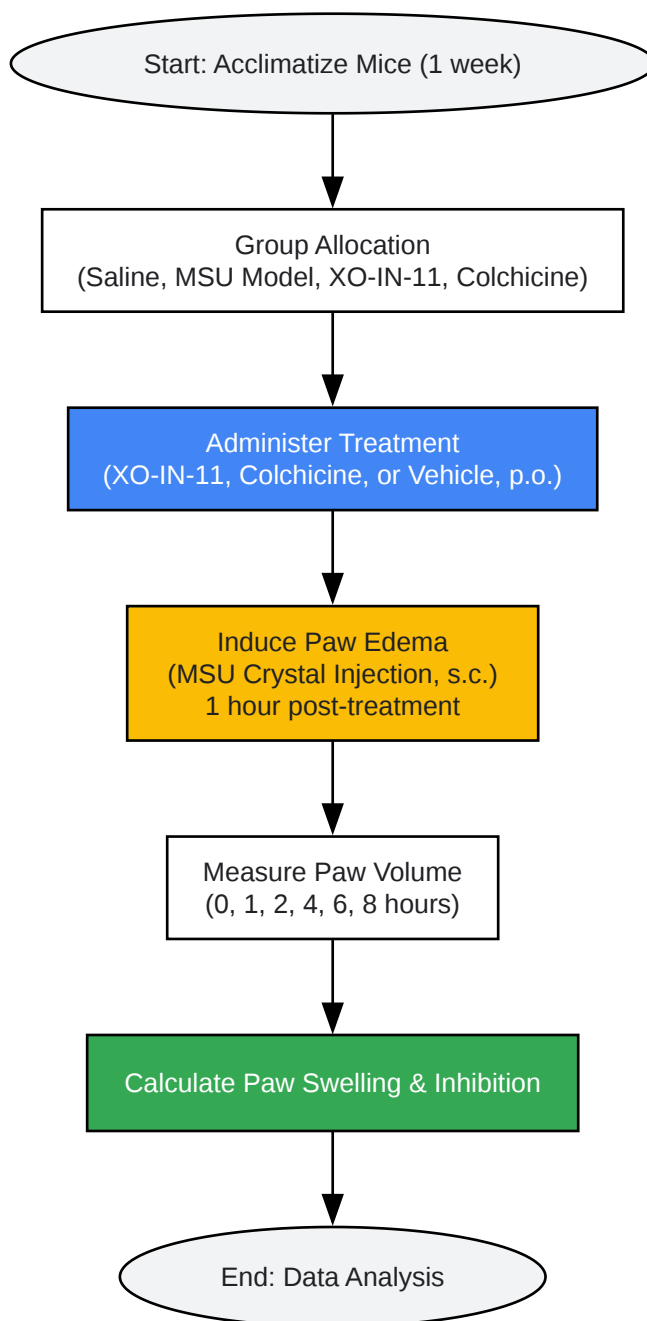 Start: Acclimatize Mice (1 week)
Group Allocation
(Saline, MSU Model, XO-IN-11, Colchicine)
Administer Treatment
(XO-IN-11, Colchicine, or Vehicle, p.o.)
Induce Paw Edema
(MSU Crystal Injection, s.c.)
1 hour post-treatment
Measure Paw Volume
(0, 1, 2, 4, 6, 8 hours)
Calculate Paw Swelling & Inhibition
End: Data Analysis